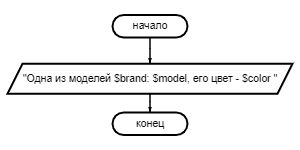 начало
"Одна из моделей $brand: $model, его цвет - $color "
конец